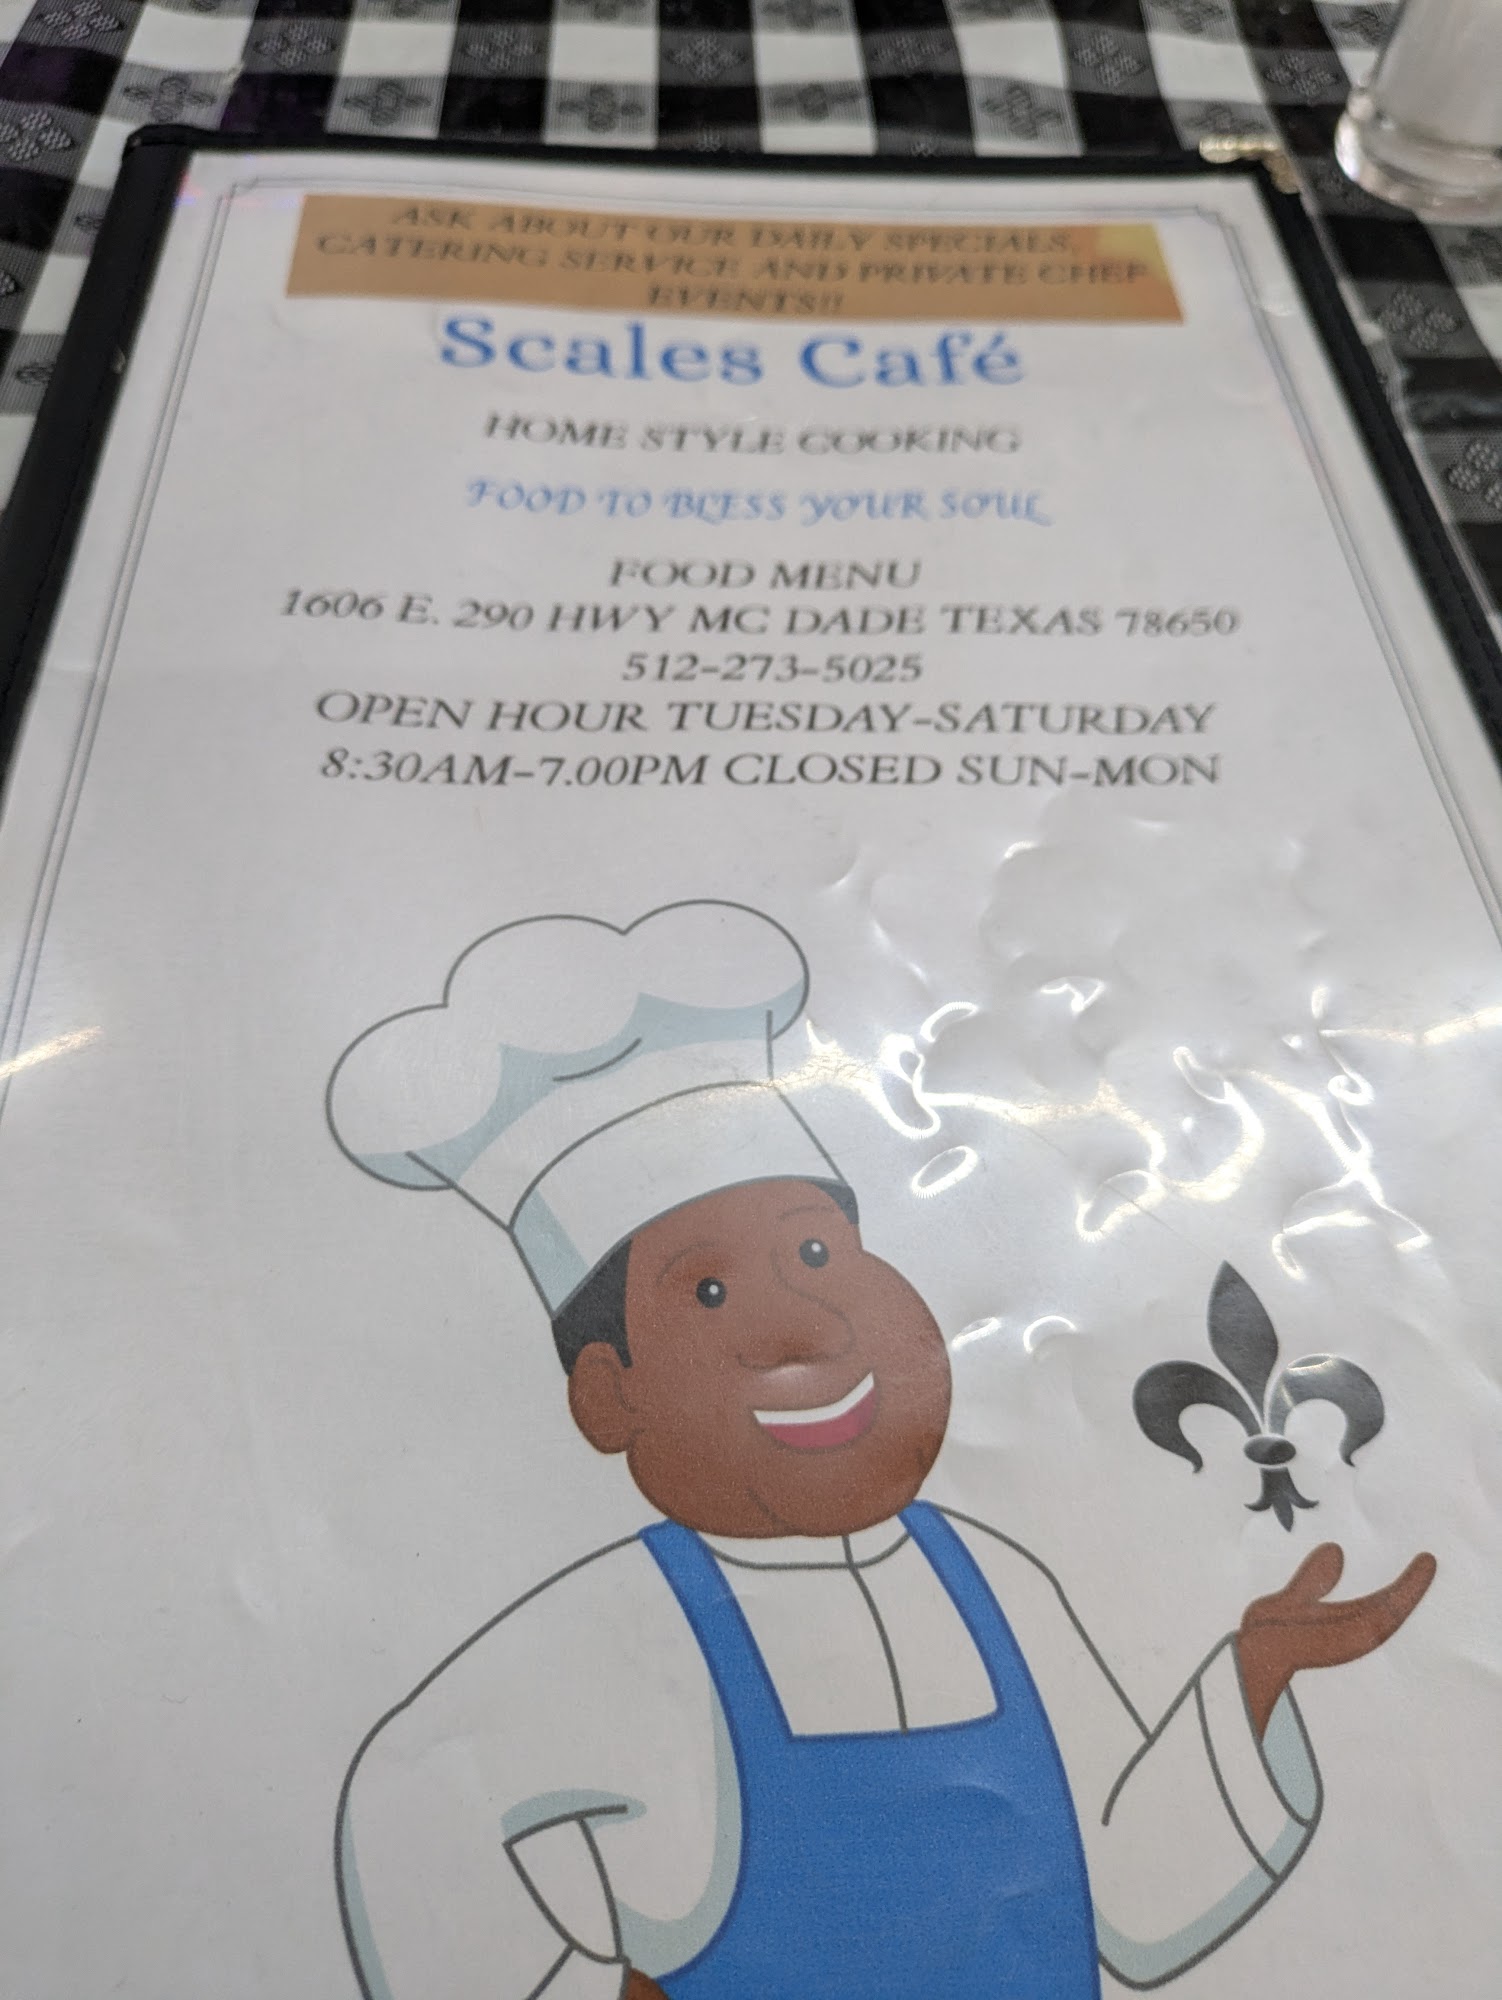 ASK ABOUT OUR DAILY SPECIALS,
CATERING SERVICE AND PRIVATE CHEF
EVENTS!!
Scales Café
HOME STYLE COOKING
FOOD TO BLESS YOUR SOUL
FOOD MENU
1606 E. 290 HWY MC DADE TEXAS 78650
512-273-5025
OPEN HOUR TUESDAY-SATURDAY
8:30AM-7.00PM CLOSED SUN-MON